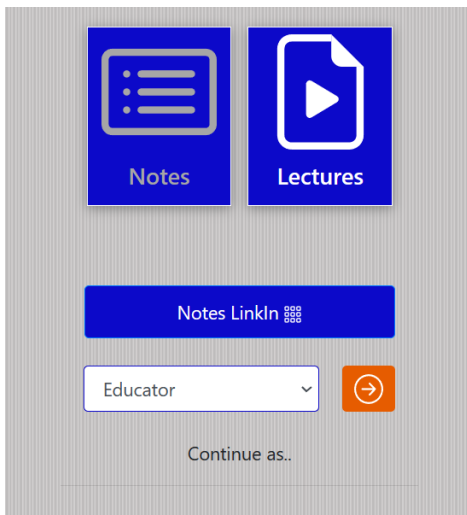 Notes
Lectures
Notes LinkIn
Educator
Continue as..